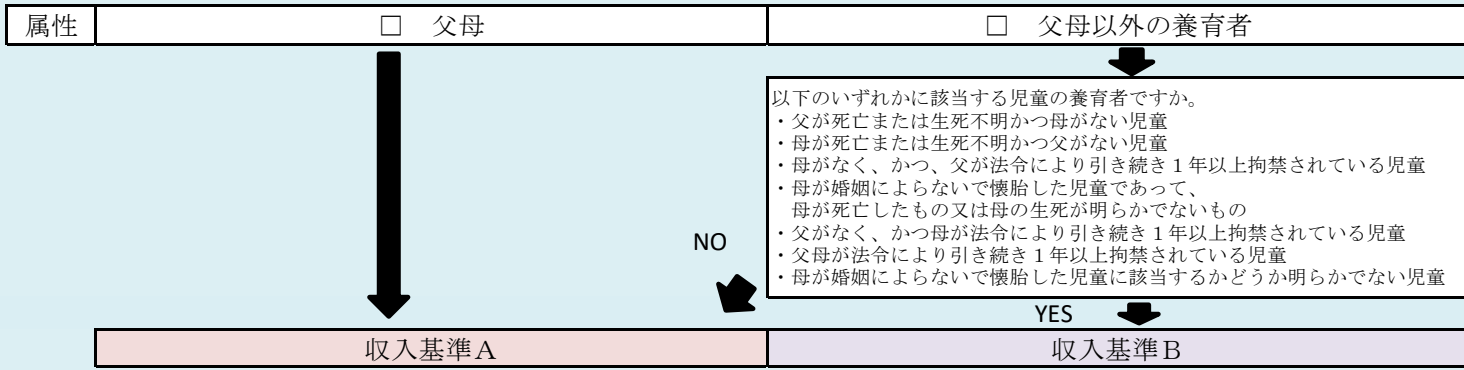 属性
□ 父母
□ 父母以外の養育者
以下のいずれかに該当する児童の養育者ですか。
・父が死亡または生死不明かつ母がない児童
・母が死亡または生死不明かつ父がない児童
・母がなく、かつ、父が法令により引き続き１年以上拘禁されている児童
・母が婚姻によらないで懐胎した児童であって、
母が死亡したもの又は母の生死が明らかでないもの
・父がなく、かつ母が法令により引き続き１年以上拘禁されている児童
・父母が法令により引き続き１年以上拘禁されている児童
・母が婚姻によらないで懐胎した児童に該当するかどうか明らかでない児童
NO
YES
収入基準Ａ
収入基準Ｂ